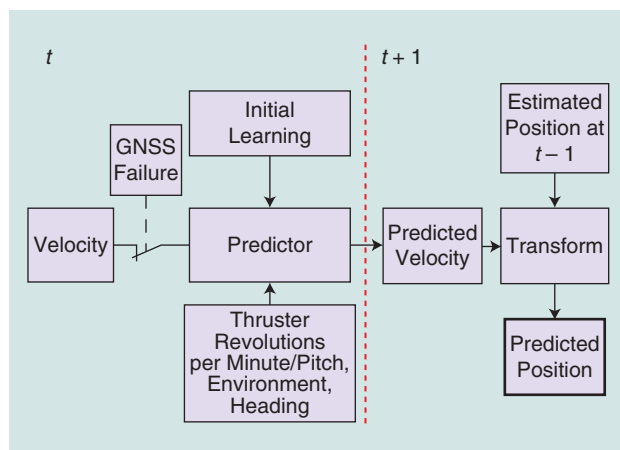 t
t + 1
Initial
Learning
Estimated
Position at
t – 1
GNSS
Failure
Velocity
Predictor
Predicted
Velocity
Transform
Thruster
Revolutions
per Minute/Pitch,
Environment,
Heading
Predicted
Position